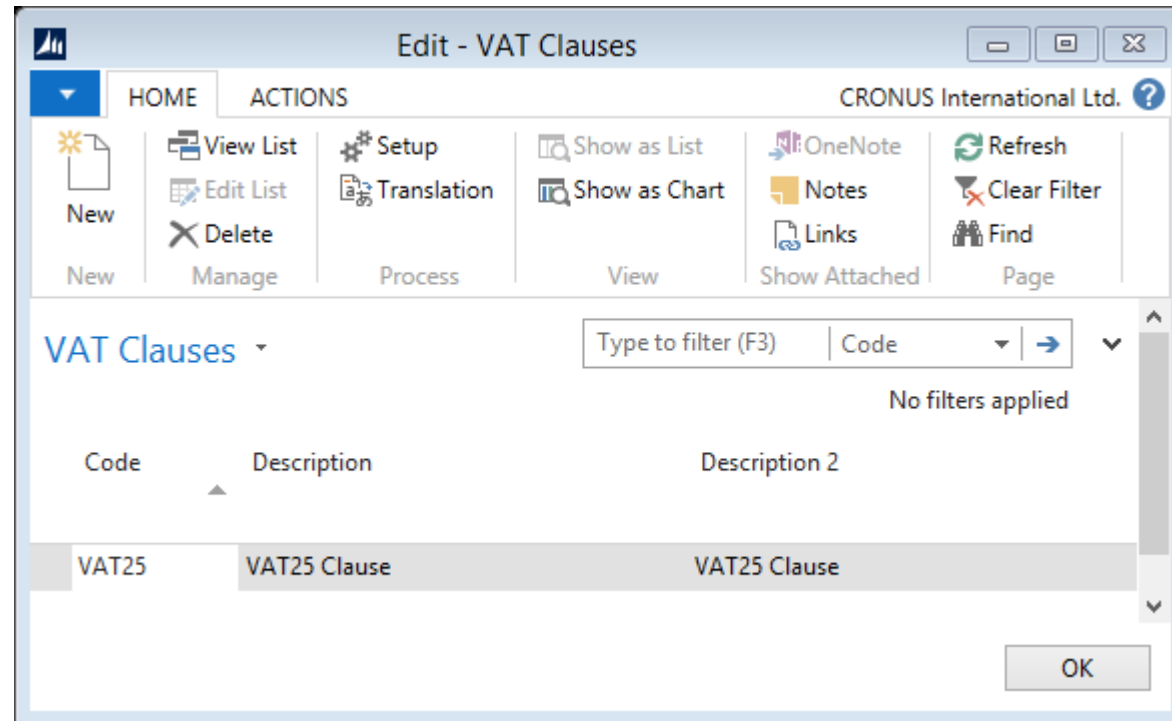 Edit - VAT Clauses
HOME ACTIONS CRONUS International Ltd. ?
New
View List
Edit List
Delete
Setup
Translation
Show as List
Show as Chart
OneNote
Notes
Links
Refresh
Clear Filter
Find
New Manage Process View Show Attached Page
VAT Clauses
Type to filter (F3) Code
No filters applied
Code Description Description 2
VAT25 VAT25 Clause VAT25 Clause
OK